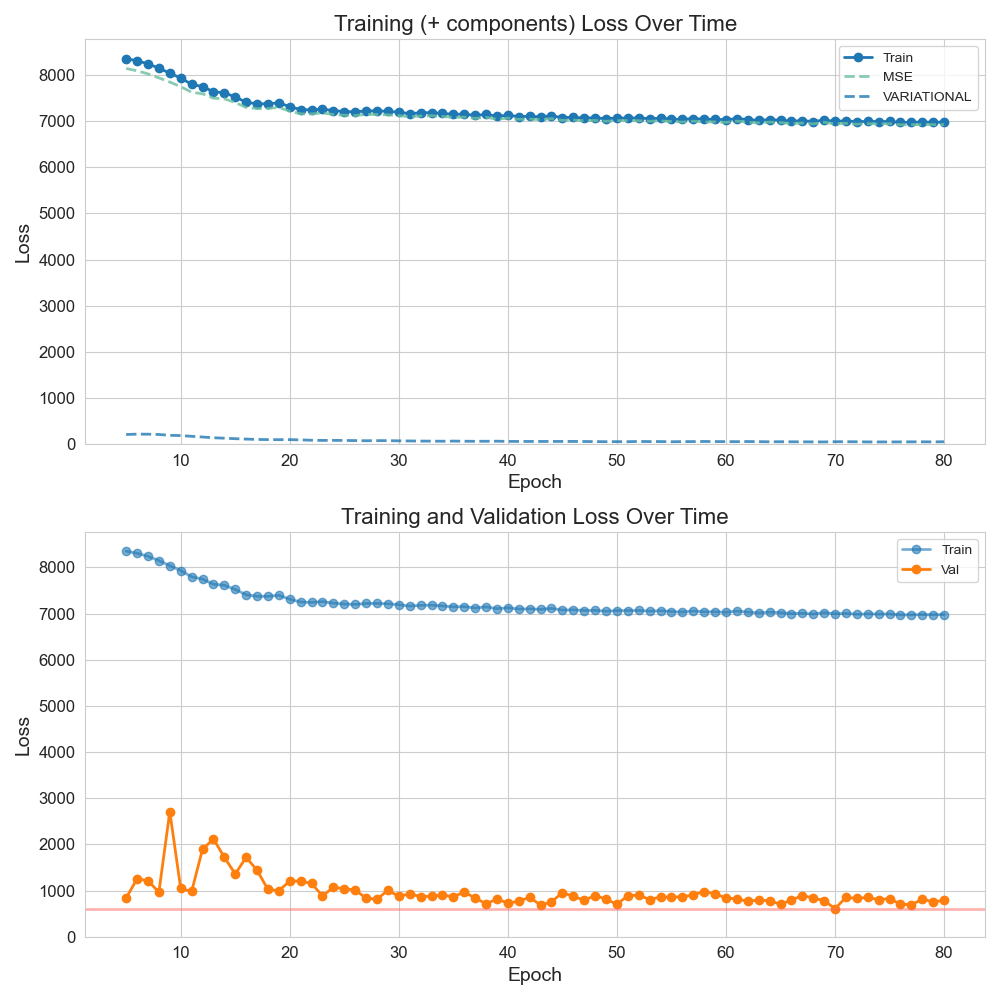 Training (+ components) Loss Over Time
Loss
8000
7000
6000
5000
4000
3000
2000
1000
0
Train
MSE
VARIATIONAL
10 20 30 40 50 60 70 80
Epoch
Training and Validation Loss Over Time
Loss
8000
7000
6000
5000
4000
3000
2000
1000
0
Train
Val
10 20 30 40 50 60 70 80
Epoch